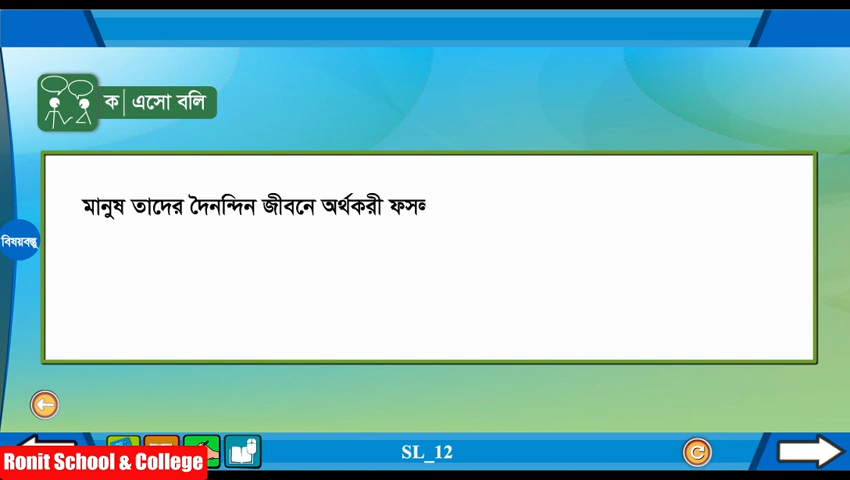 ক এসো বলি
মানুষ তাদের দৈনন্দিন জীবনে অর্থকরী ফসল
বিষয়বস্তু
SL_12
Ronit School & College